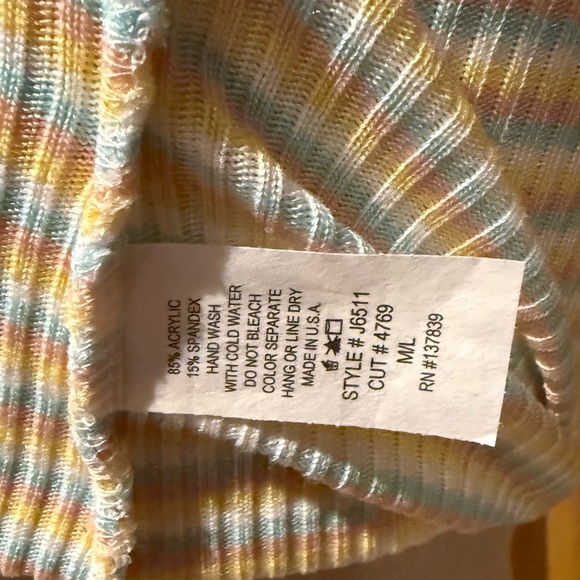 85% ACRYLIC
15% SPANDEX
HAND WASH
WITH COLD WATER
DO NOT BLEACH
COLOR SEPARATE
HANG OR LINE DRY
MADE IN U.S.A.
STYLE # J6511
CUT # 4769
M/L
RN #137839